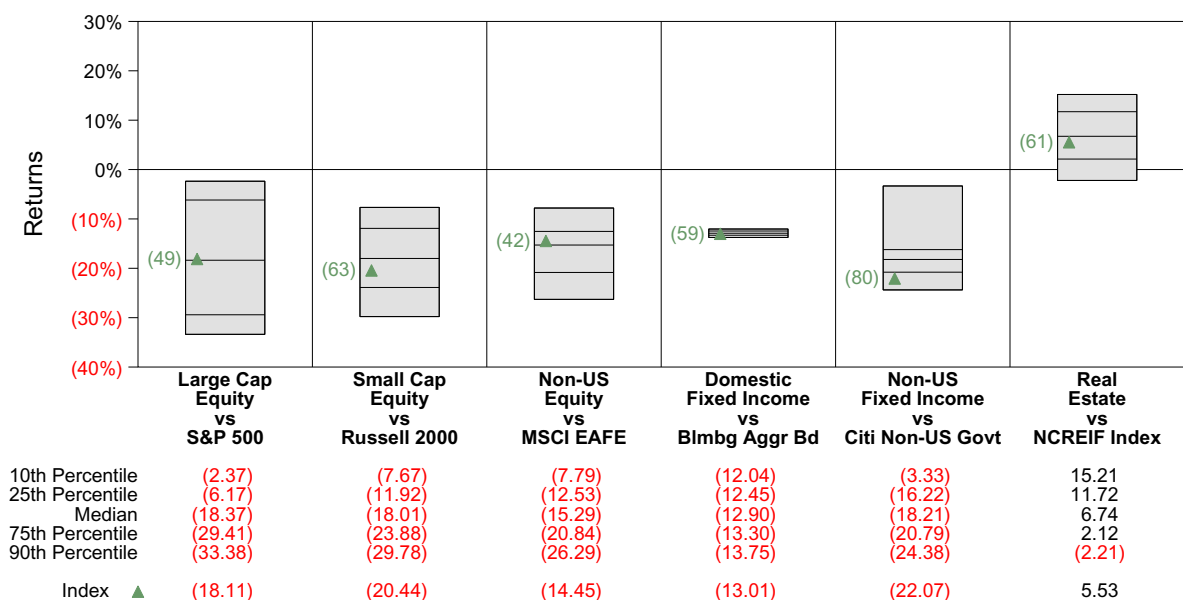 30%
20%
10%
0%
(10%)
(20%)
(30%)
(40%)
Returns
(49)
(63)
(42)
(59)
(80)
(61)
Large Cap
Equity
vs
S&P 500
Small Cap
Equity
vs
Russell 2000
Non-US
Equity
vs
MSCI EAFE
Domestic
Fixed Income
vs
Blmbg Aggr Bd
Non-US
Fixed Income
vs
Citi Non-US Govt
Real
Estate
vs
NCREIF Index
10th Percentile (2.37) (7.67) (7.79) (12.04) (3.33) 15.21
25th Percentile (6.17) (11.92) (12.53) (12.45) (16.22) 11.72
Median (18.37) (18.01) (15.29) (12.90) (18.21) 6.74
75th Percentile (29.41) (23.88) (20.84) (13.30) (20.79) 2.12
90th Percentile (33.38) (29.78) (26.29) (13.75) (24.38) (2.21)
Index (18.11) (20.44) (14.45) (13.01) (22.07) 5.53